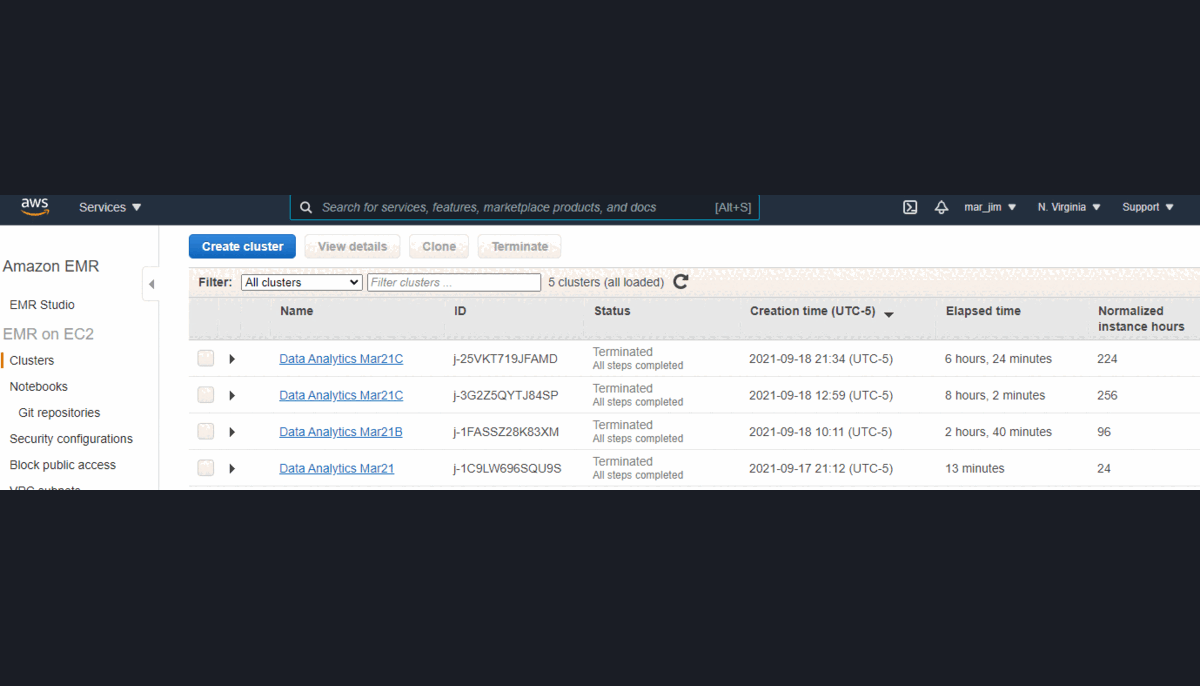 aws Services Search for services, features, marketplace products, and docs [Alt+S] mar_jim N. Virginia Support
Create cluster View details Clone Terminate
Amazon EMR
EMR Studio
EMR on EC2
Clusters
Notebooks
Git repositories
Security configurations
Block public access
VPC subnets
Filter: All clusters Filter clusters ... 5 clusters (all loaded)
Name ID Status Creation time (UTC-5) Elapsed time Normalized
instance hours
Data Analytics Mar21C j-25VKT719JFAMD Terminated 2021-09-18 21:34 (UTC-5) 6 hours, 24 minutes 224
All steps completed
Data Analytics Mar21C j-3G2Z5QYTJ84SP Terminated 2021-09-18 12:59 (UTC-5) 8 hours, 2 minutes 256
All steps completed
Data Analytics Mar21B j-1FASSZ28K83XM Terminated 2021-09-18 10:11 (UTC-5) 2 hours, 40 minutes 96
All steps completed
Data Analytics Mar21 j-1C9LW696SQU9S Terminated 2021-09-17 21:12 (UTC-5) 13 minutes 24
All steps completed